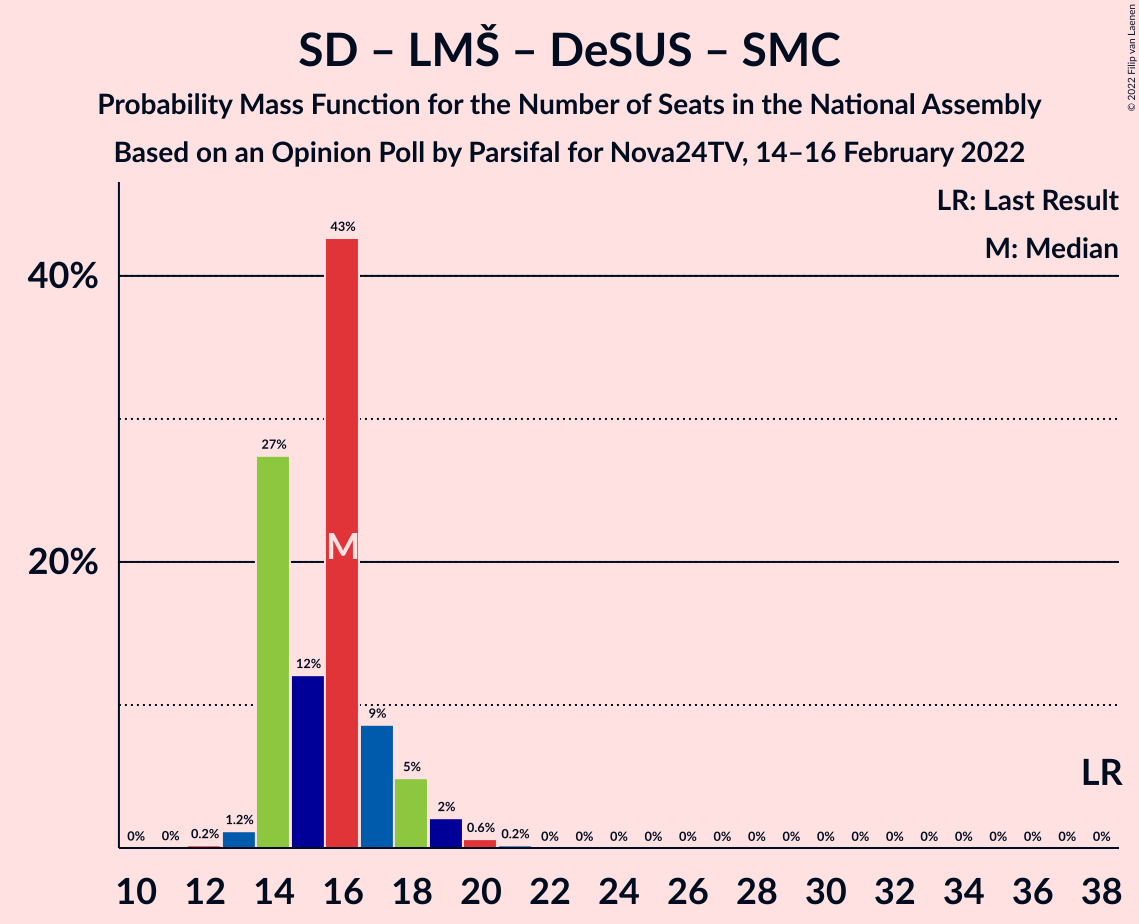 SD – LMŠ – DeSUS – SMC
Probability Mass Function for the Number of Seats in the National Assembly
Based on an Opinion Poll by Parsifal for Nova24TV, 14–16 February 2022
© 2022 Filip van Laenen
LR: Last Result
M: Median
40%
20%
0% 0% 0.2% 1.2% 27% 12% 43% 9% 5% 2% 0.6% 0.2% 0% 0% 0% 0% 0% 0% 0% 0% 0% 0% 0% 0% 0% 0% 0% 0% 0%
M
LR
10 12 14 16 18 20 22 24 26 28 30 32 34 36 38